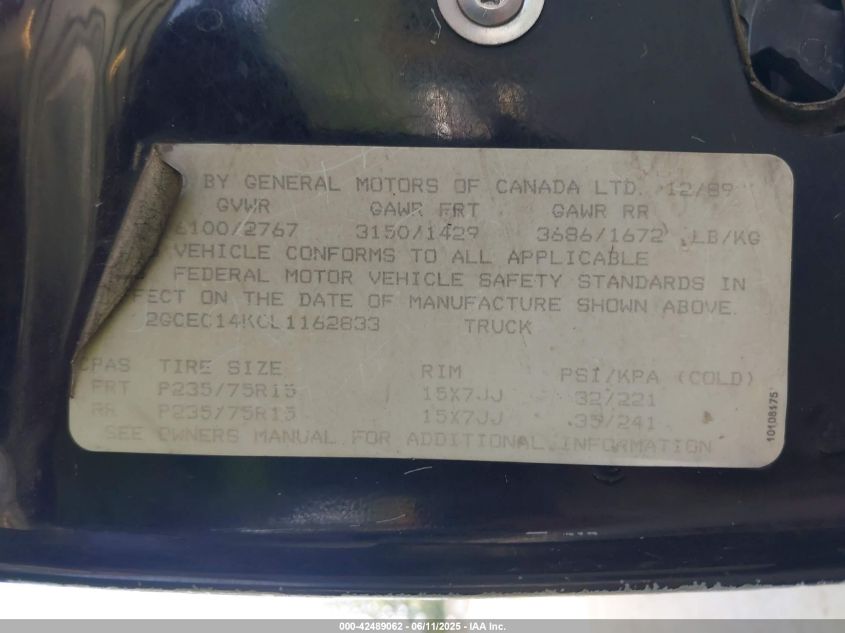 BY GENERAL MOTORS OF CANADA LTD. 12/89
GVWR GAWR FRT GAWR RR
6100/2767 3150/1429 3686/1672 LB/KG
VEHICLE CONFORMS TO ALL APPLICABLE
FEDERAL MOTOR VEHICLE SAFETY STANDARDS IN
FECT ON THE DATE OF MANUFACTURE SHOWN ABOVE.
2GCEC14K0L1162833 TRUCK
CPAS TIRE SIZE RIM PSI/KPA (COLD)
FRT P235/75R15 15X7JJ 32/221
RR P235/75R15 15X7JJ 35/241
SEE OWNERS MANUAL FOR ADDITIONAL INFORMATION
10108175
000-42489062 - 06/11/2025 - IAA Inc.